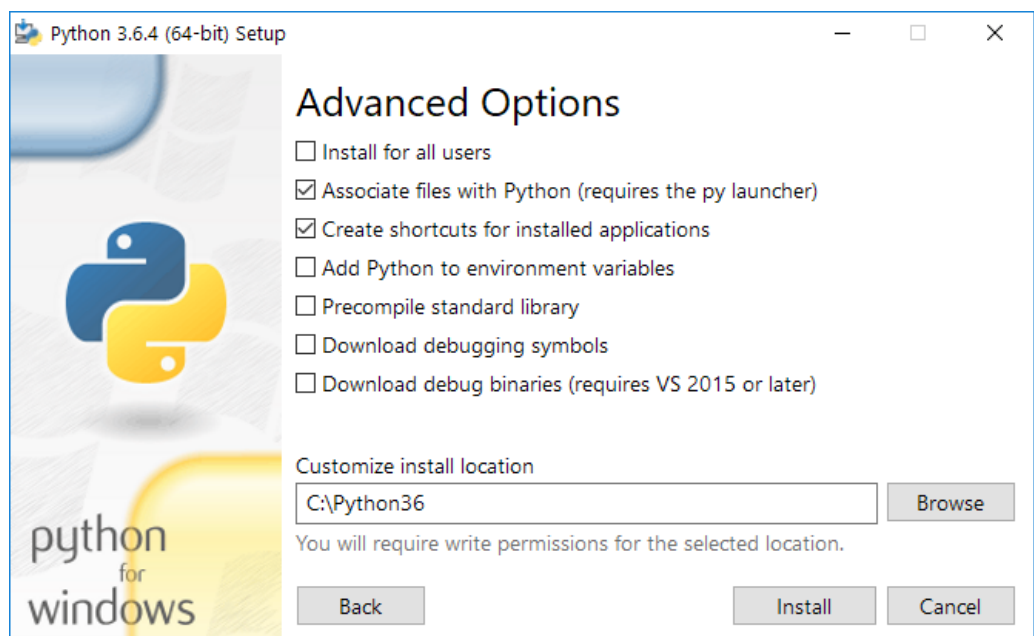 Python 3.6.4 (64-bit) Setup
Advanced Options
Install for all users
Associate files with Python (requires the py launcher)
Create shortcuts for installed applications
Add Python to environment variables
Precompile standard library
Download debugging symbols
Download debug binaries (requires VS 2015 or later)
Customize install location
C:\Python36
Browse
You will require write permissions for the selected location.
python
for
windows
Back
Install
Cancel